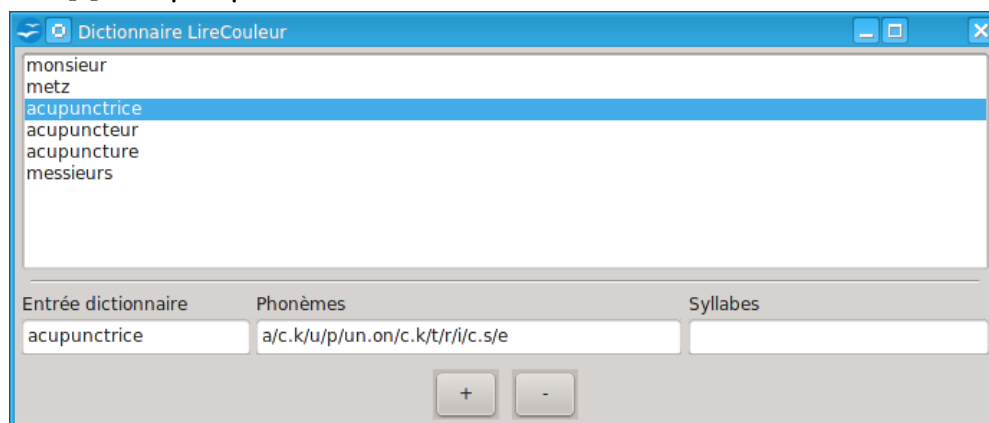 Dictionnaire LireCouleur
monsieur
metz
acupunctrice
acupuncteur
acupuncture
messieurs
Entrée dictionnaire Phonèmes Syllabes
acupunctrice a/c.k/u/p/un.on/c.k/t/r/i/c.s/e
+ -